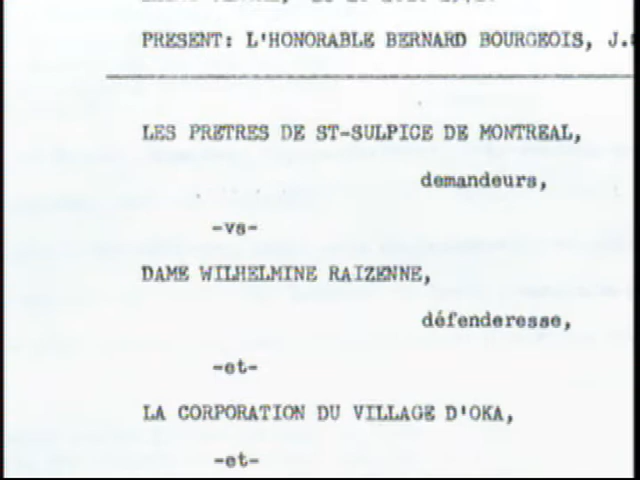 PRESENT: L'HONORABLE BERNARD BOURGEOIS, J.
LES PRETRES DE ST-SULPICE DE MONTREAL,
demandeurs,
-vs-
DAME WILHELMINE RAIZENNE,
défenderesse,
-et-
LA CORPORATION DU VILLAGE D'OKA,
-et-